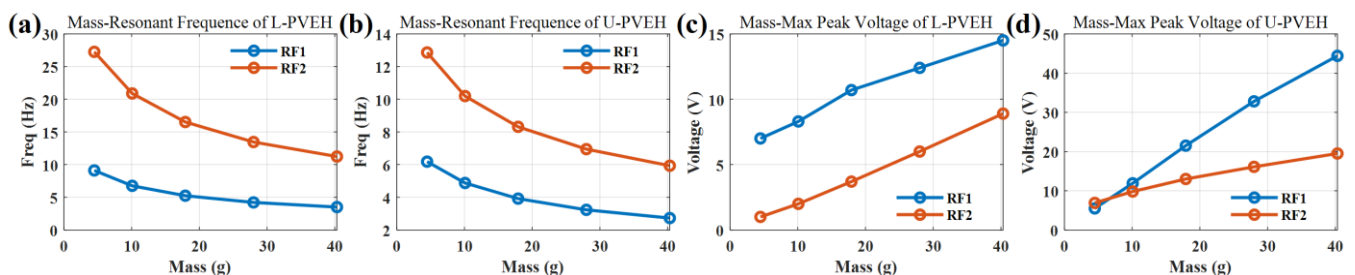 (a)
Mass-Resonant Frequence of L-PVEH
30
25
20
15
10
5
0
Freq (Hz)
RF1
RF2
0 10 20 30 40
Mass (g)
(b)
Mass-Resonant Frequence of U-PVEH
14
12
10
8
6
4
2
Freq (Hz)
RF1
RF2
0 10 20 30 40
Mass (g)
(c)
Mass-Max Peak Voltage of L-PVEH
15
10
5
0
Voltage (V)
RF1
RF2
0 10 20 30 40
Mass (g)
(d)
Mass-Max Peak Voltage of U-PVEH
50
40
30
20
10
0
Voltage (V)
RF1
RF2
0 10 20 30 40
Mass (g)